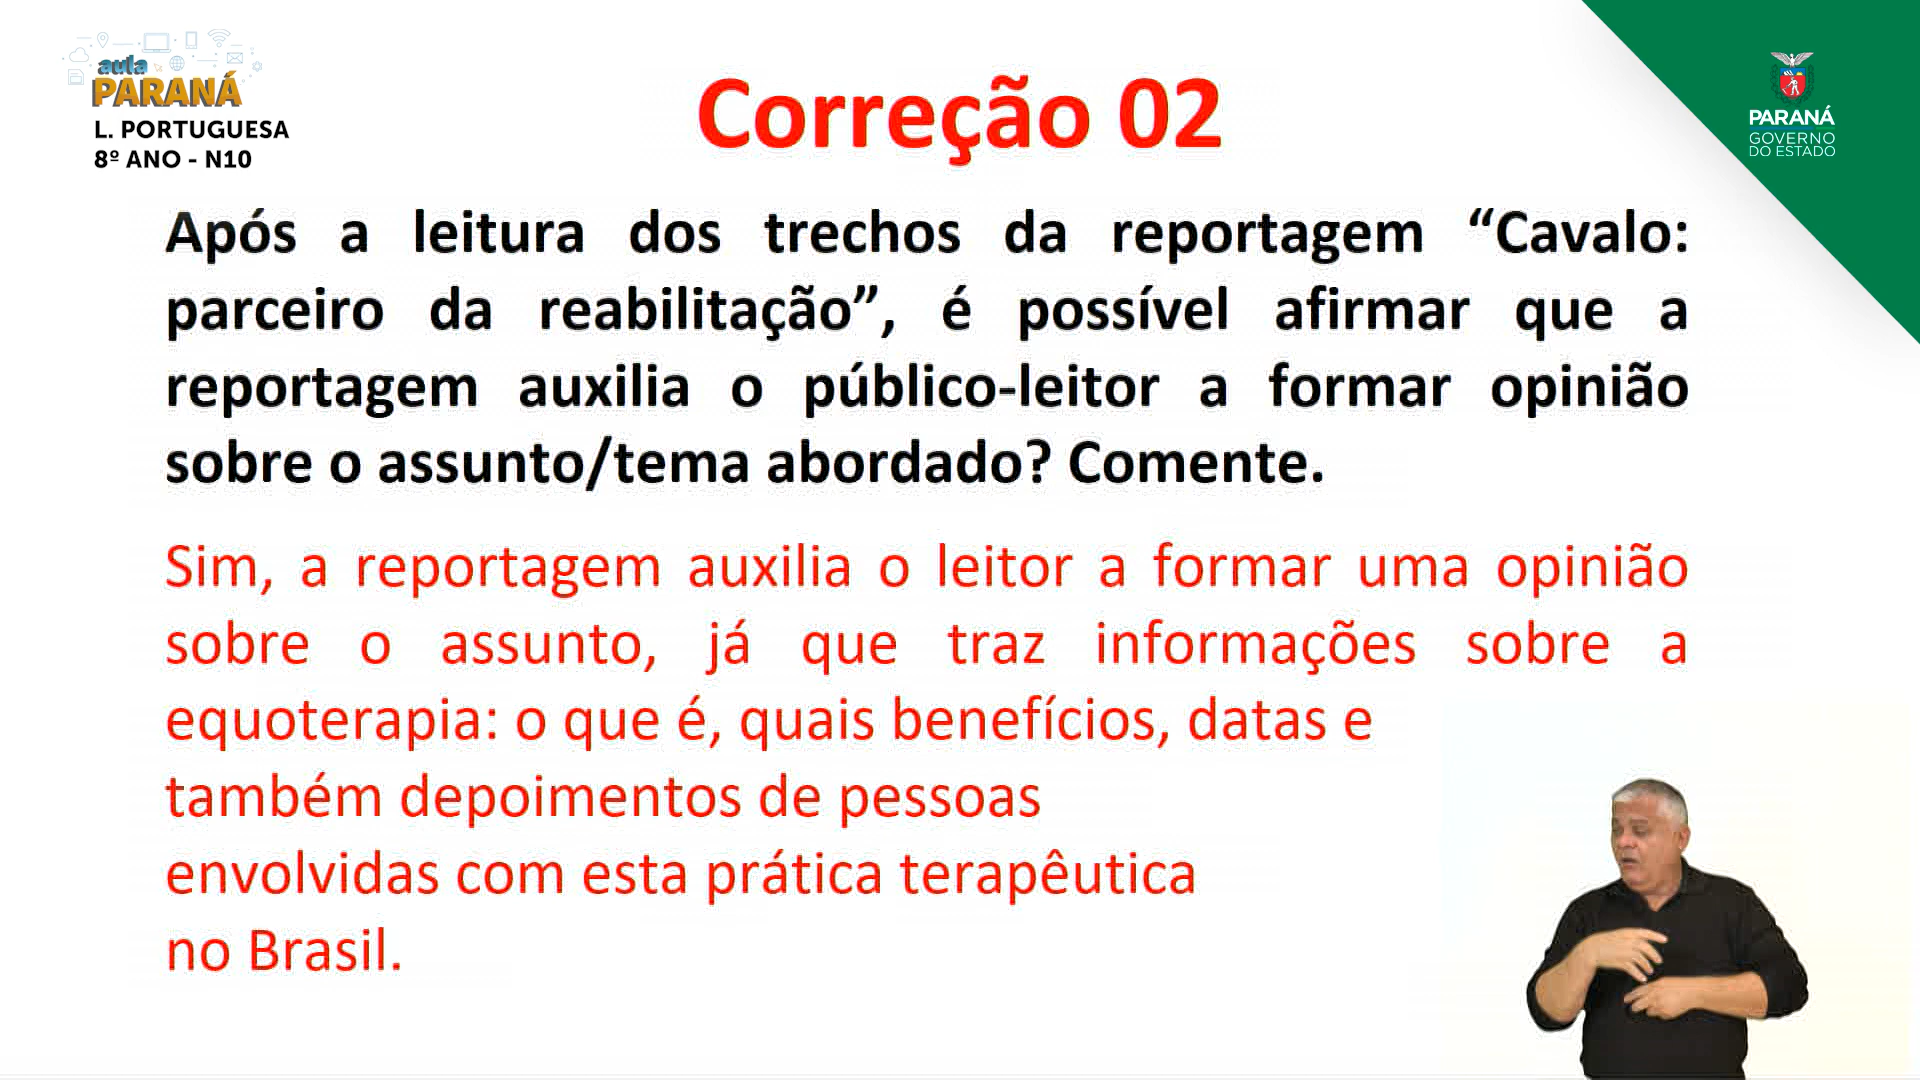 aula
PARANÁ
L. PORTUGUESA
8º ANO - N10
Correção 02
PARANÁ
GOVERNO
DO ESTADO
Após a leitura dos trechos da reportagem “Cavalo:
parceiro da reabilitação”, é possível afirmar que a
reportagem auxilia o público-leitor a formar opinião
sobre o assunto/tema abordado? Comente.
Sim, a reportagem auxilia o leitor a formar uma opinião
sobre o assunto, já que traz informações sobre a
equoterapia: o que é, quais benefícios, datas e
também depoimentos de pessoas
envolvidas com esta prática terapêutica
no Brasil.